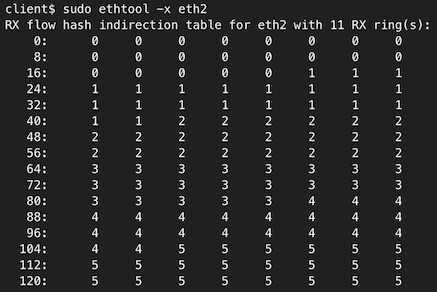 client$ sudo ethtool -x eth2
RX flow hash indirection table for eth2 with 11 RX ring(s):
0: 0 0 0 0 0 0 0 0
8: 0 0 0 0 0 0 0 0
16: 0 0 0 0 0 1 1 1
24: 1 1 1 1 1 1 1 1
32: 1 1 1 1 1 1 1 1
40: 1 1 2 2 2 2 2 2
48: 2 2 2 2 2 2 2 2
56: 2 2 2 2 2 2 2 2
64: 3 3 3 3 3 3 3 3
72: 3 3 3 3 3 3 3 3
80: 3 3 3 3 3 4 4 4
88: 4 4 4 4 4 4 4 4
96: 4 4 4 4 4 4 4 4
104: 4 4 5 5 5 5 5 5
112: 5 5 5 5 5 5 5 5
120: 5 5 5 5 5 5 5 5